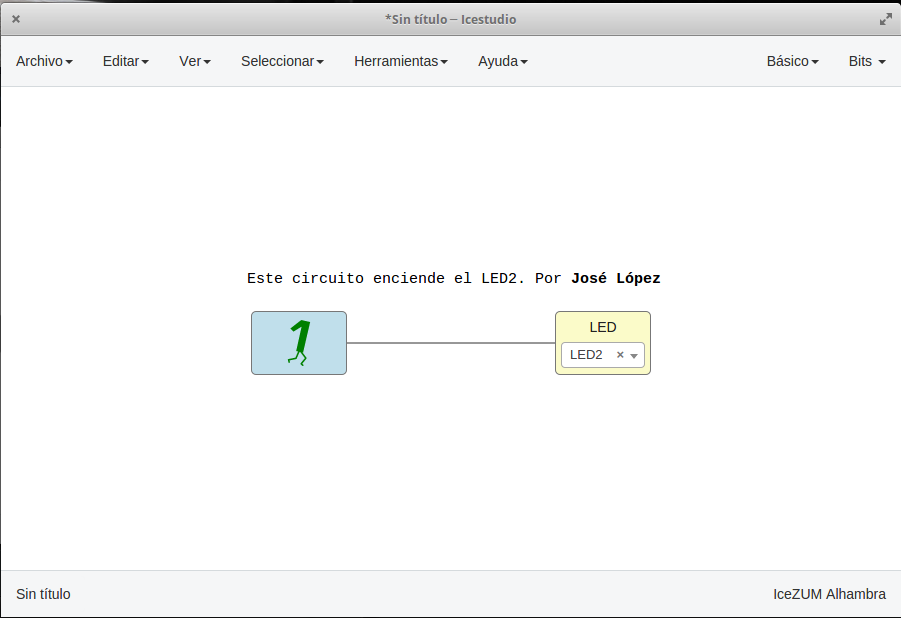 *Sin título – Icestudio
Archivo Editar Ver Seleccionar Herramientas Ayuda Básico Bits
Este circuito enciende el LED2. Por José López
1
LED
LED2
Sin título IceZUM Alhambra